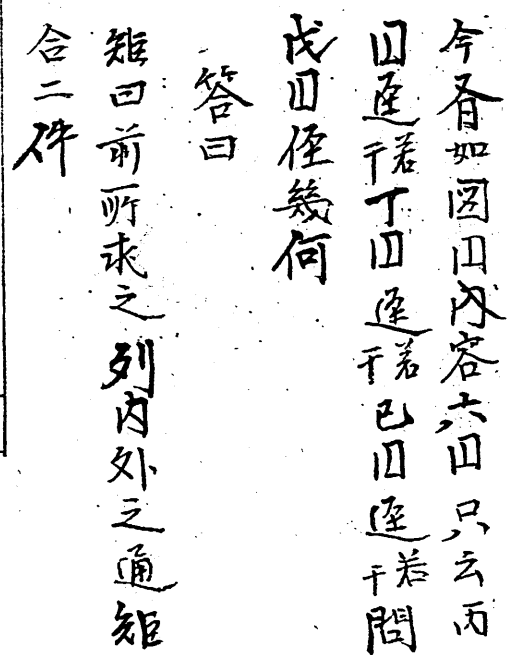 今有如図円内容六円只云丙
円径若干丁円径若干己円径若干問
戊円径幾何
答曰
矩曰前所求之列内外之通矩
合二件